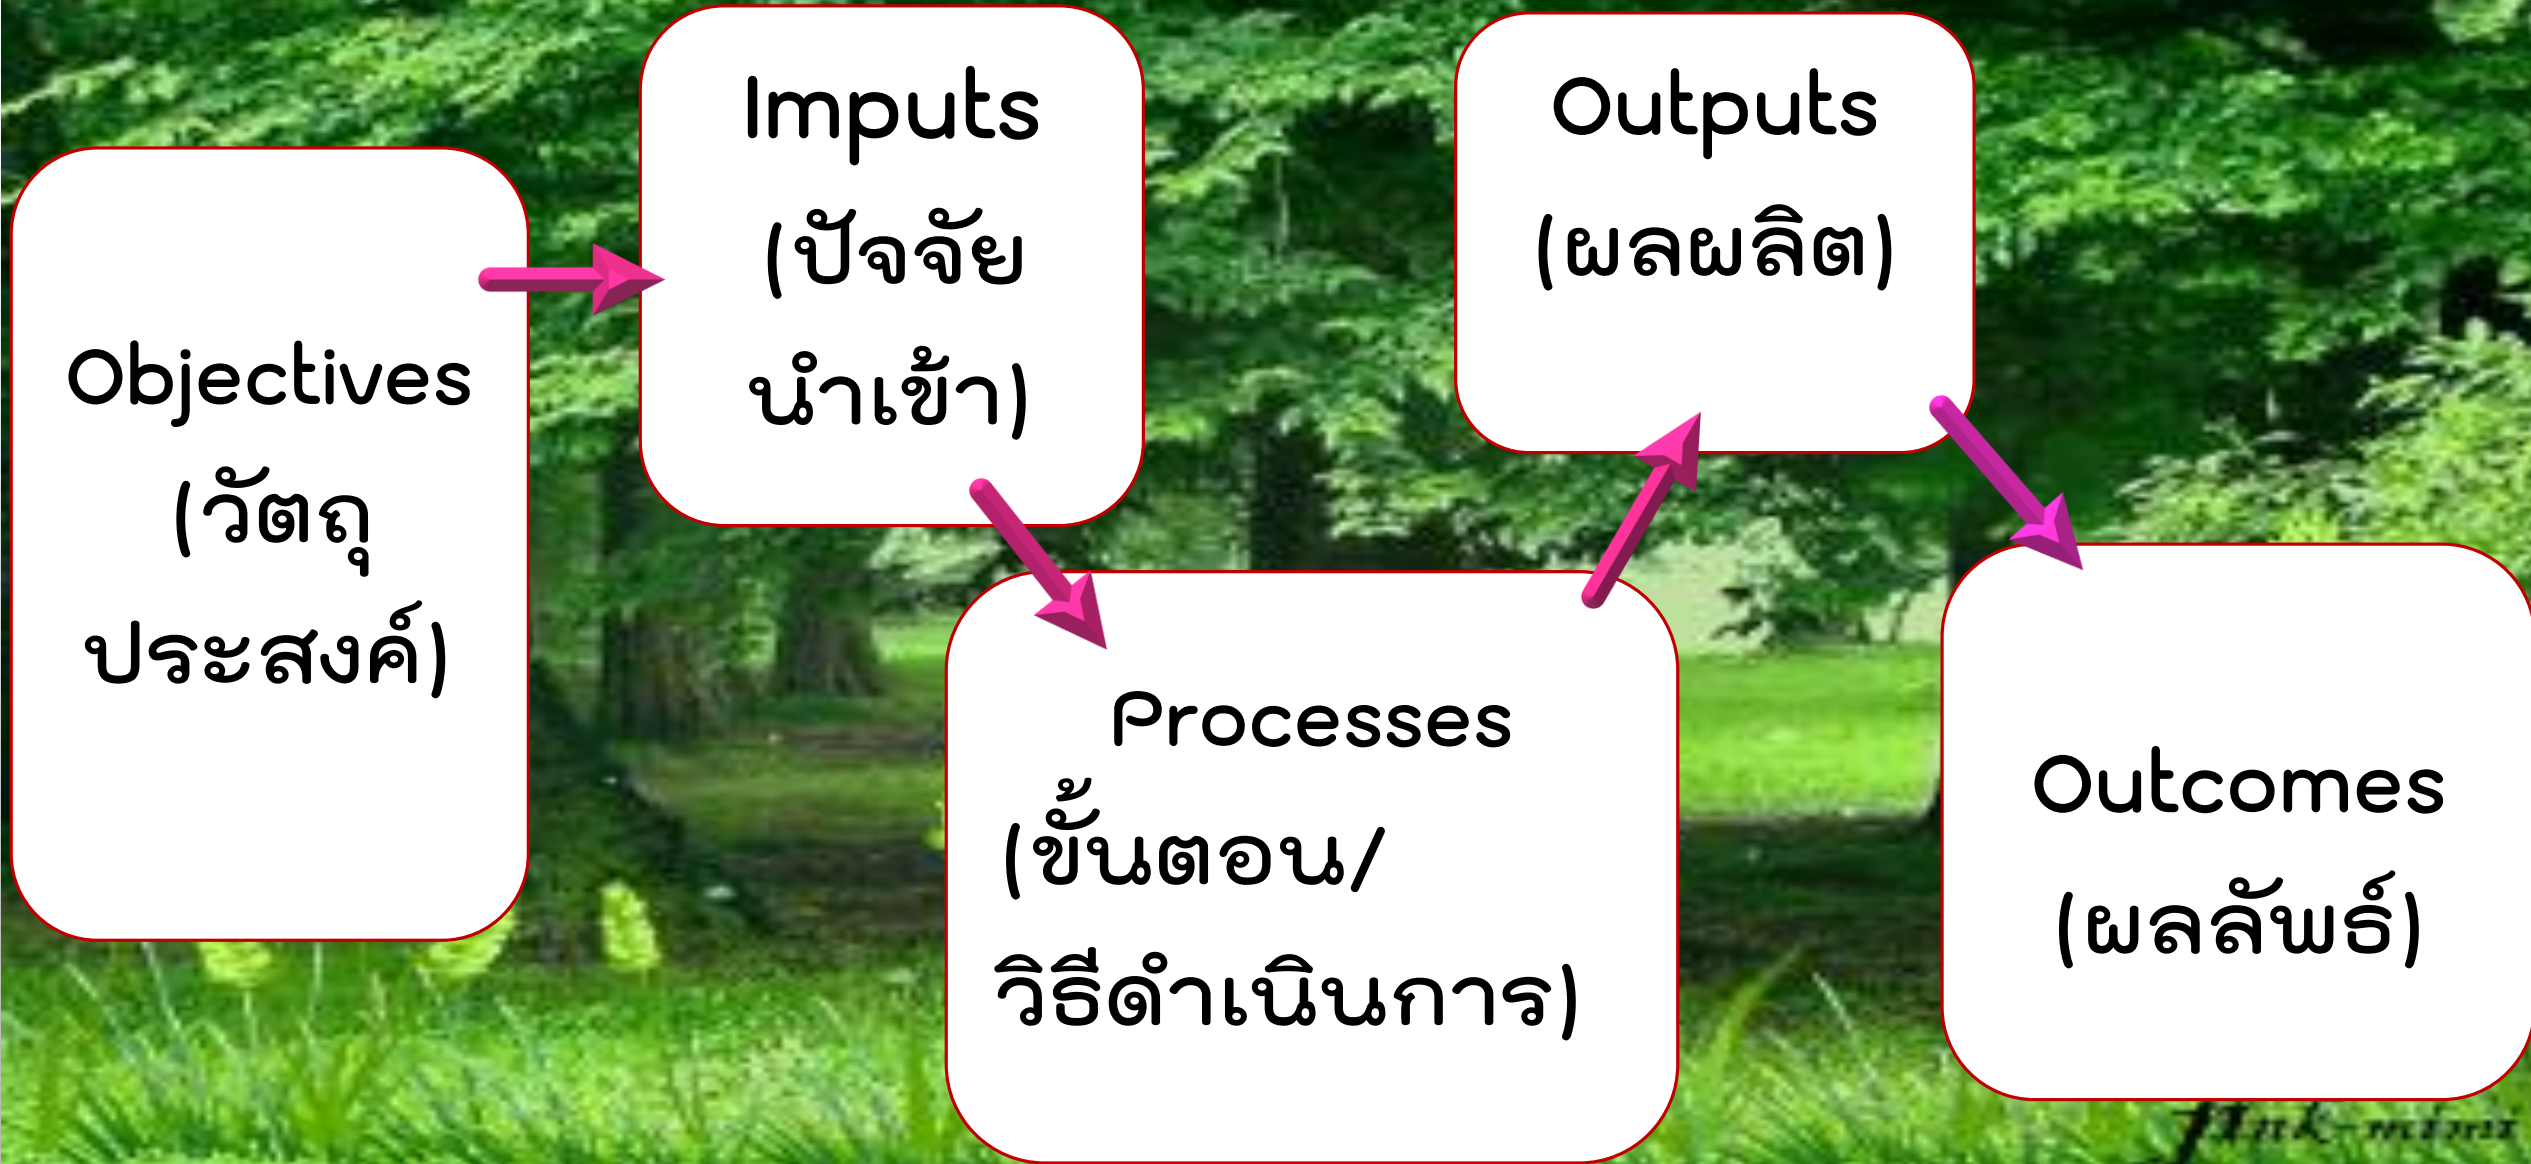 Objectives
(วัตถุ
ประสงค์)
Imputs
(ปัจจัย
นำเข้า)
Processes
(ขั้นตอน/
วิธีดำเนินการ)
Outputs
(ผลผลิต)
Outcomes
(ผลลัพธ์)